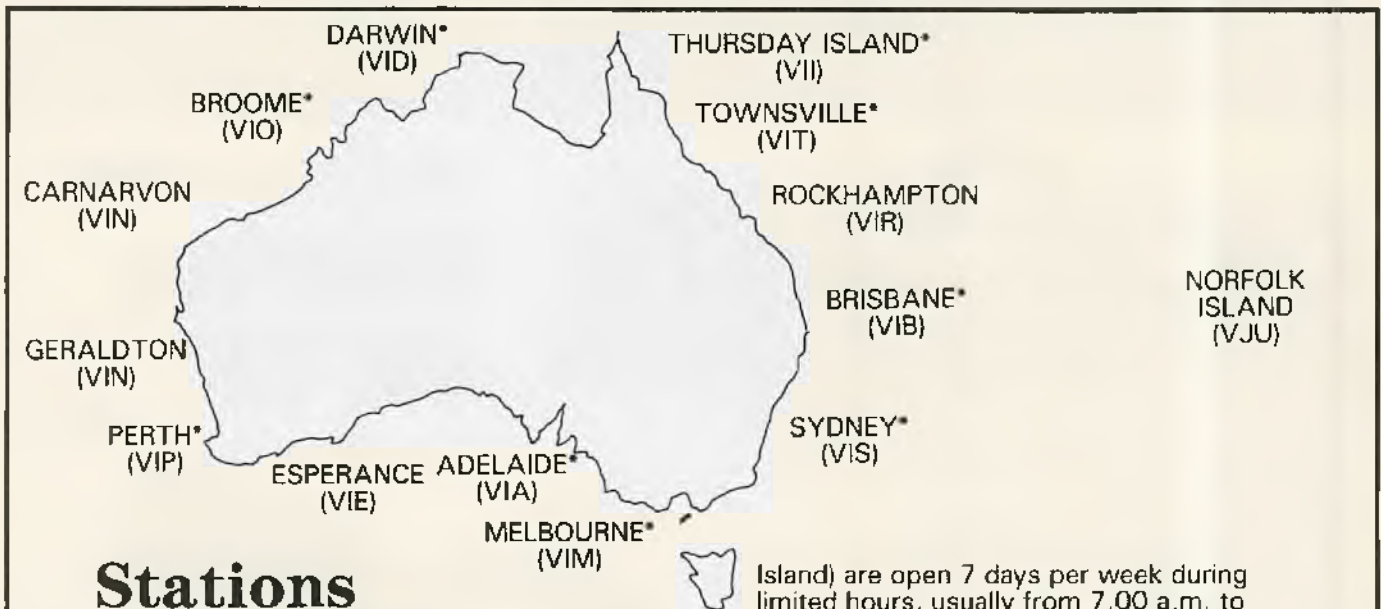 DARWIN*
(VID)
THURSDAY ISLAND*
(VII)
BROOME*
(VIO)
TOWNSVILLE*
(VIT)
CARNARVON
(VIN)
ROCKHAMPTON
(VIR)
NORFOLK
ISLAND
(VJU)
BRISBANE*
(VIB)
GERALDTON
(VIN)
PERTH*
(VIP)
SYDNEY*
(VIS)
ESPERANCE
(VIE)
ADELAIDE*
(VIA)
MELBOURNE*
(VIM)
Stations
Island) are open 7 days per week during
limited hours, usually from 7.00 a.m. to